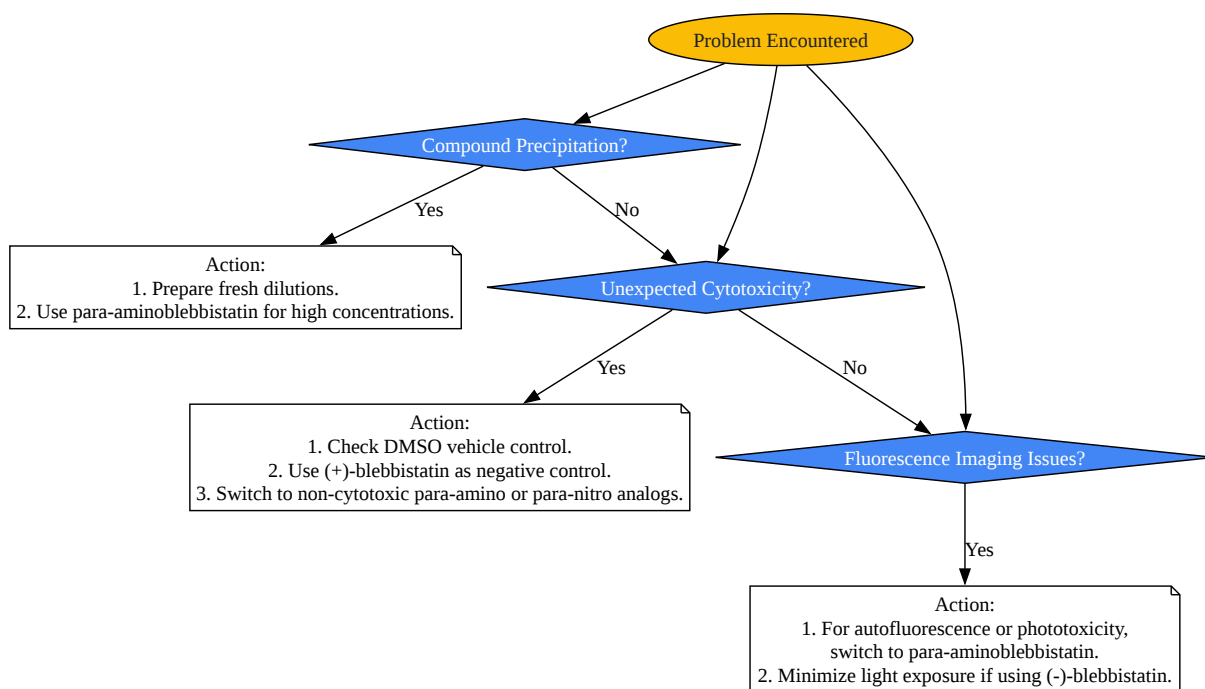 Problem Encountered
Compound Precipitation?
Yes
No
Action:
1. Prepare fresh dilutions.
2. Use para-aminoblebbistatin for high concentrations.
Unexpected Cytotoxicity?
Yes
No
Action:
1. Check DMSO vehicle control.
2. Use (+)-blebbistatin as negative control.
3. Switch to non-cytotoxic para-amino or para-nitro analogs.
Fluorescence Imaging Issues?
Yes
Action:
1. For autofluorescence or phototoxicity,
switch to para-aminoblebbistatin.
2. Minimize light exposure if using (-)-blebbistatin.